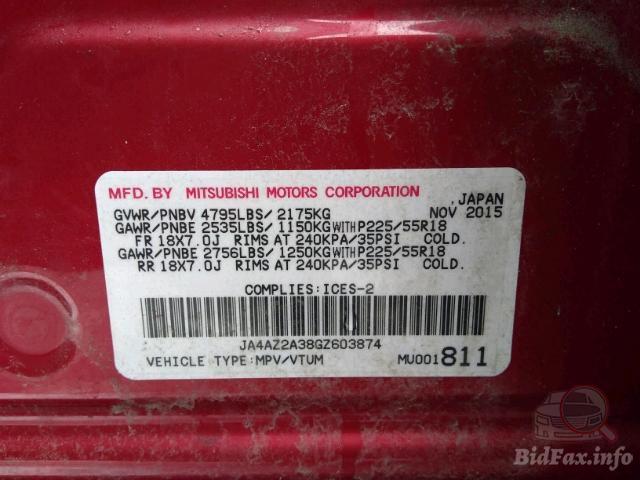 MFD. BY MITSUBISHI MOTORS CORPORATION ,JAPAN
GVWR/PNBV 4795LBS/ 2175KG NOV 2015
GAWR/PNBE 2535LBS/ 1150KG WITH P225/55R18
FR 18X7.0J RIMS AT 240KPA/35PSI COLD.
GAWR/PNBE 2756LBS/ 1250KG WITH P225/55R18
RR 18X7.0J RIMS AT 240KPA/35PSI COLD.
COMPLIES:ICES-2
JA4AZ2A38GZ603874
VEHICLE TYPE:MPV/VTUM MU001811
BidFax.info